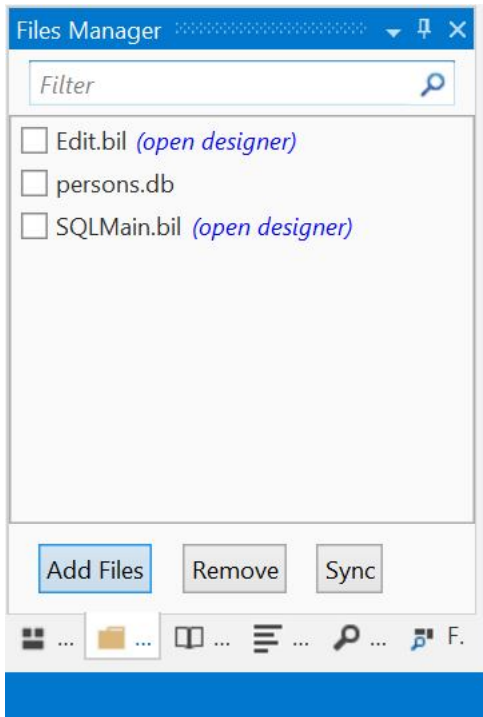 Files Manager
Filter
Edit.bil (open designer)
persons.db
SQLMain.bil (open designer)
Add Files Remove Sync
... ... ... ... ... F.